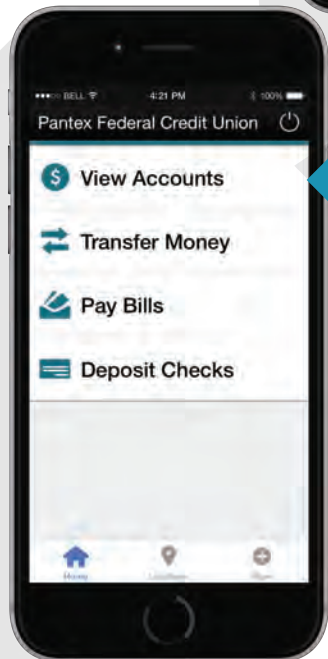 BELL 4:21 PM 100%
Pantex Federal Credit Union
$ View Accounts
Transfer Money
Pay Bills
Deposit Checks
Home